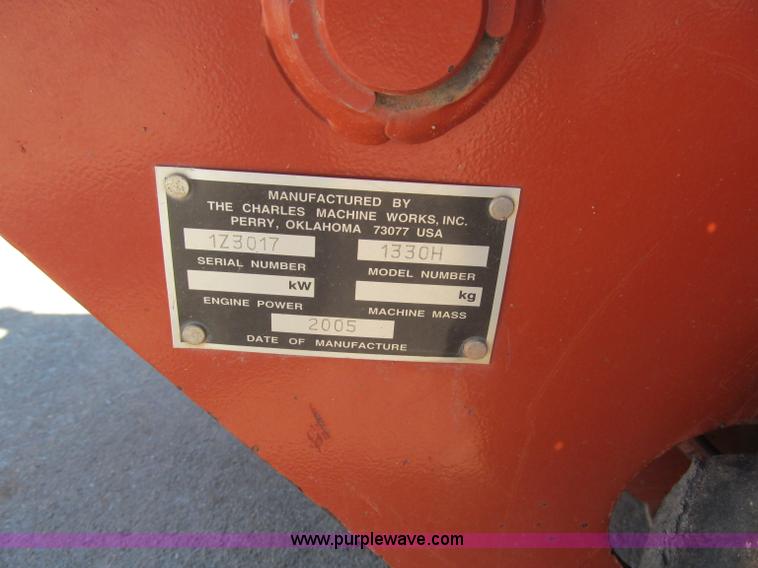 MANUFACTURED BY
THE CHARLES MACHINE WORKS, INC.
PERRY, OKLAHOMA 73077 USA
1Z3017 1330H
SERIAL NUMBER MODEL NUMBER
kW kg
ENGINE POWER MACHINE MASS
2005
DATE OF MANUFACTURE
www.purplewave.com